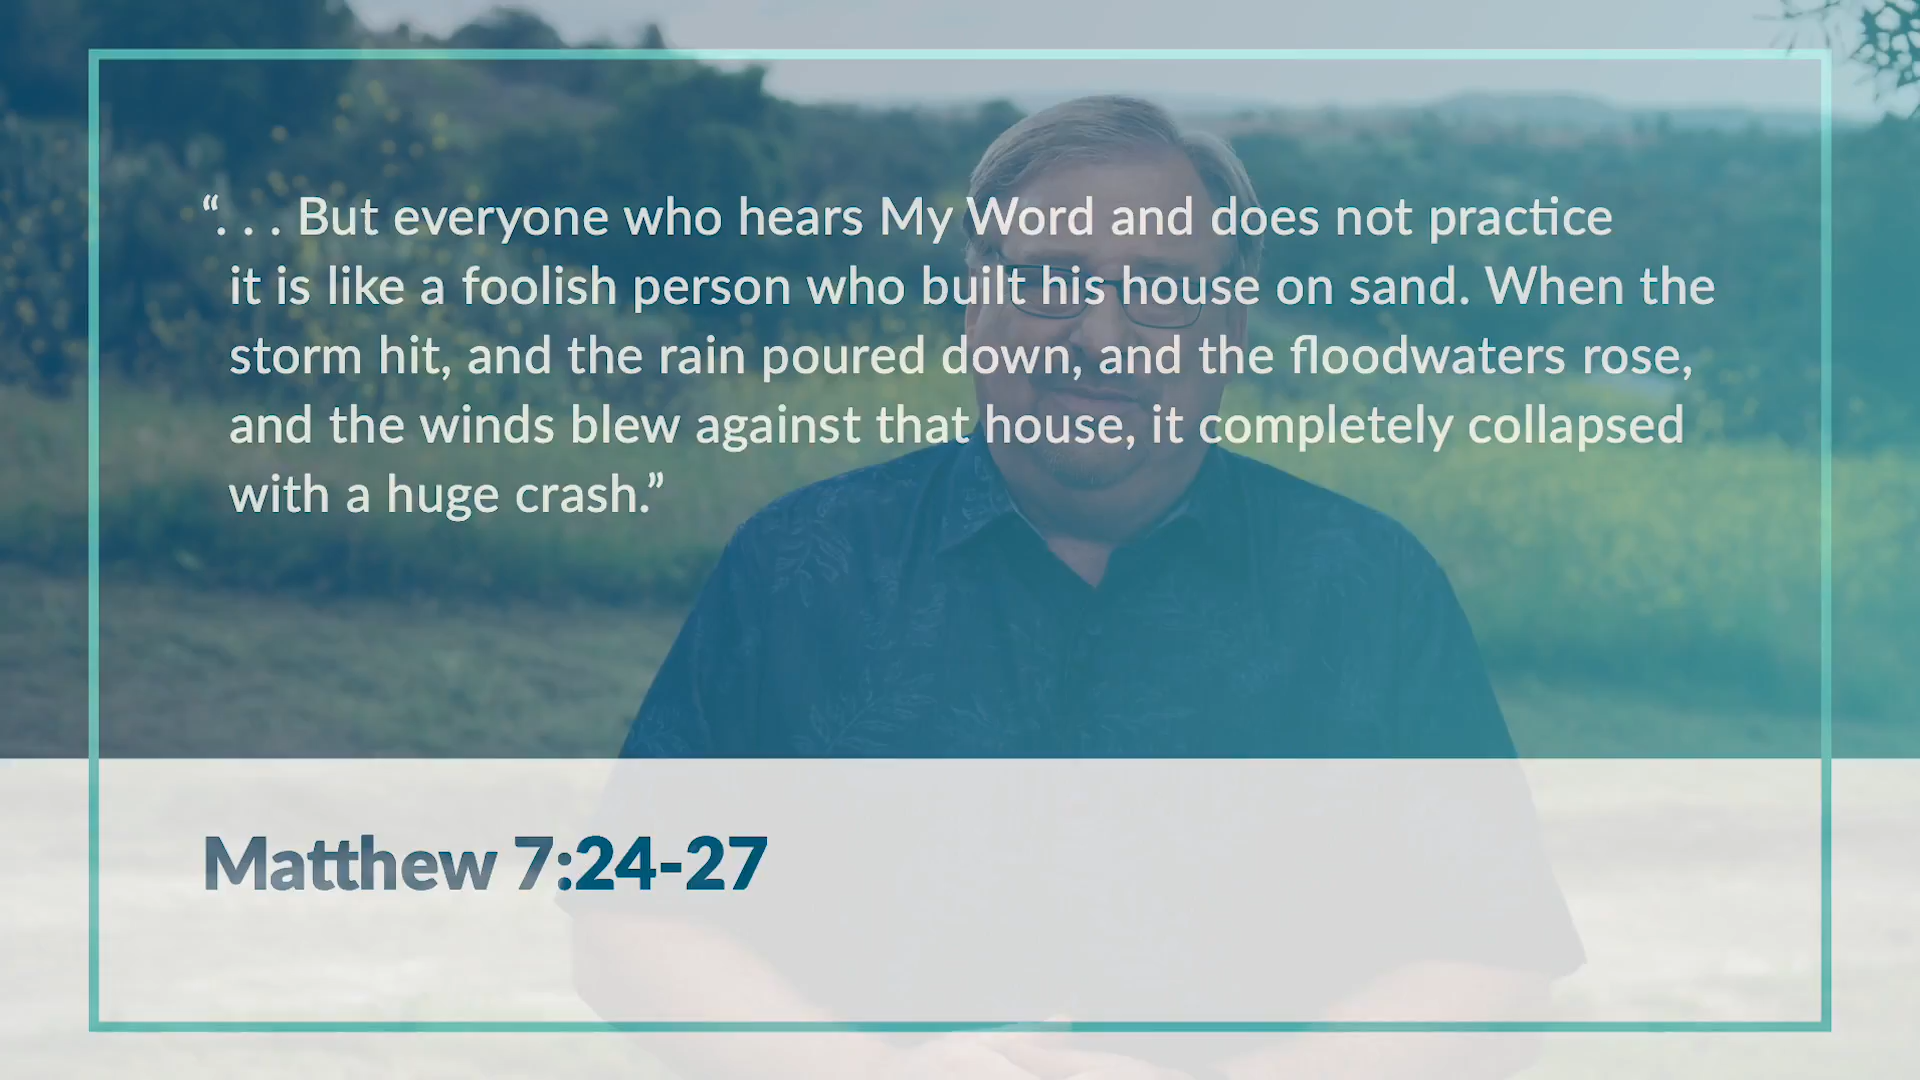 “. . . But everyone who hears My Word and does not practice
it is like a foolish person who built his house on sand. When the
storm hit, and the rain poured down, and the floodwaters rose,
and the winds blew against that house, it completely collapsed
with a huge crash.”
Matthew 7:24-27